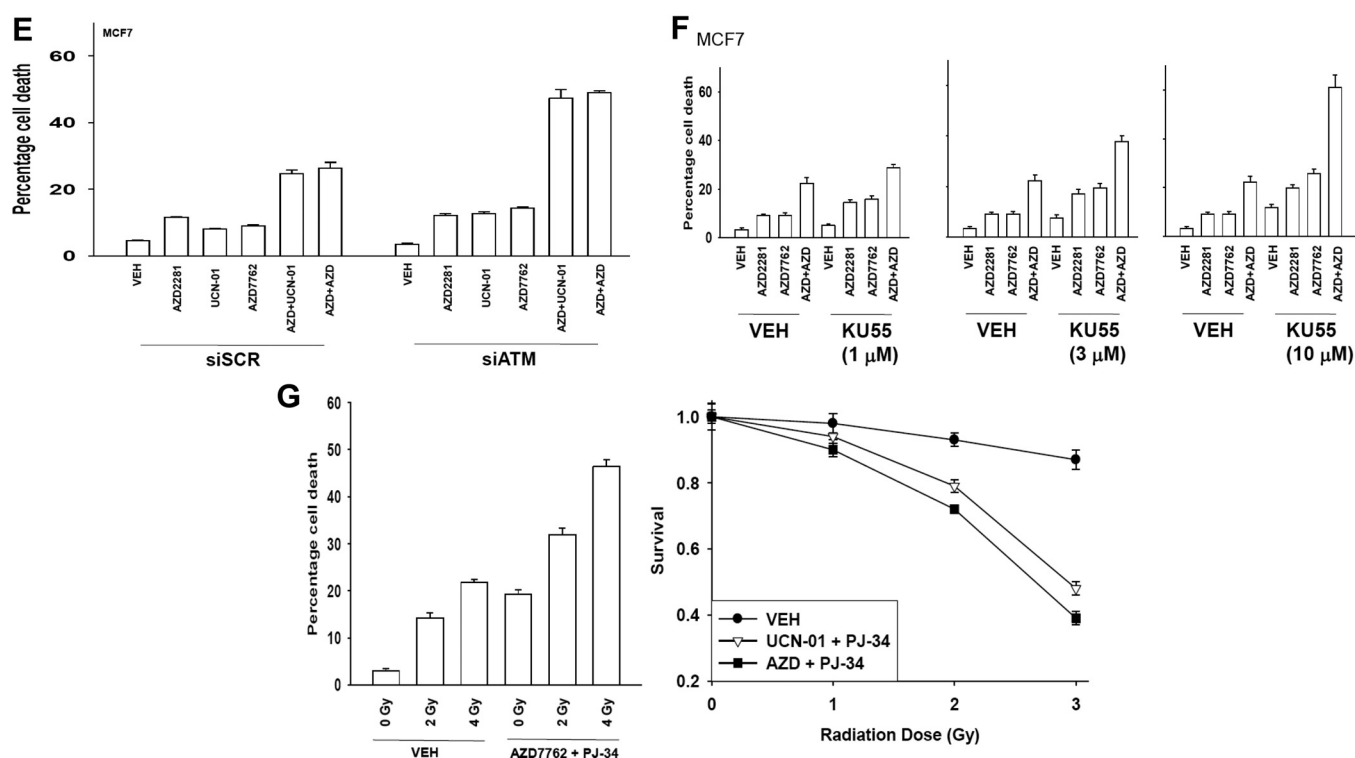 E
MCF7
Percentage cell death
60
40
20
0
VEH
AZD2281
UCN-01
AZD7762
AZD+UCN-01
AZD+AZD
VEH
AZD2281
UCN-01
AZD7762
AZD+UCN-01
AZD+AZD
siSCR
siATM
F
MCF7
Percentage cell death
60
40
20
0
VEH
AZD2281
AZD7762
AZD+AZD
VEH
AZD2281
AZD7762
AZD+AZD
VEH
KU55
(1 μM)
VEH
AZD2281
AZD7762
AZD+AZD
VEH
AZD2281
AZD7762
AZD+AZD
VEH
KU55
(3 μM)
VEH
AZD2281
AZD7762
AZD+AZD
VEH
AZD2281
AZD7762
AZD+AZD
VEH
KU55
(10 μM)
G
Percentage cell death
60
50
40
30
20
10
0
0 Gy
2 Gy
4 Gy
0 Gy
2 Gy
4 Gy
VEH
AZD7762 + PJ-34
Survival
1.0
0.8
0.6
0.4
0.2
VEH
UCN-01 + PJ-34
AZD + PJ-34
0
1
2
3
Radiation Dose (Gy)